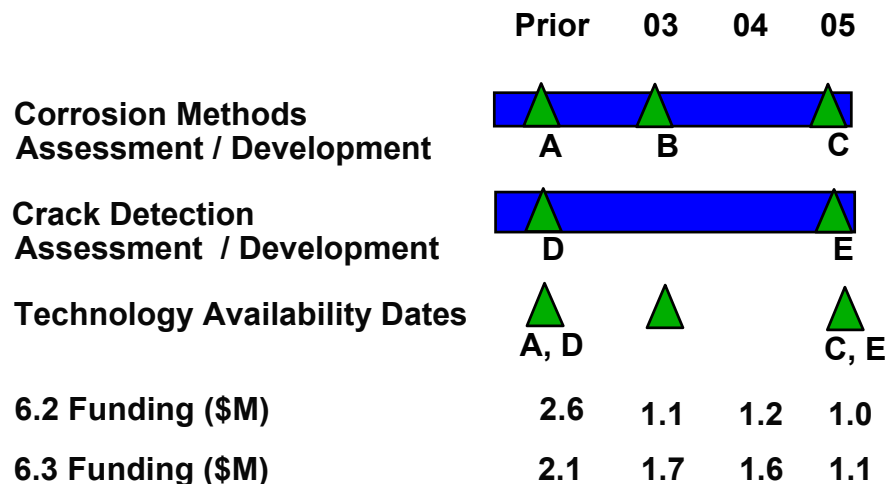 Prior 03 04 05
Corrosion Methods
Assessment / Development
A B C
Crack Detection
Assessment / Development
D E
Technology Availability Dates
A, D C, E
6.2 Funding ($M) 2.6 1.1 1.2 1.0
6.3 Funding ($M) 2.1 1.7 1.6 1.1